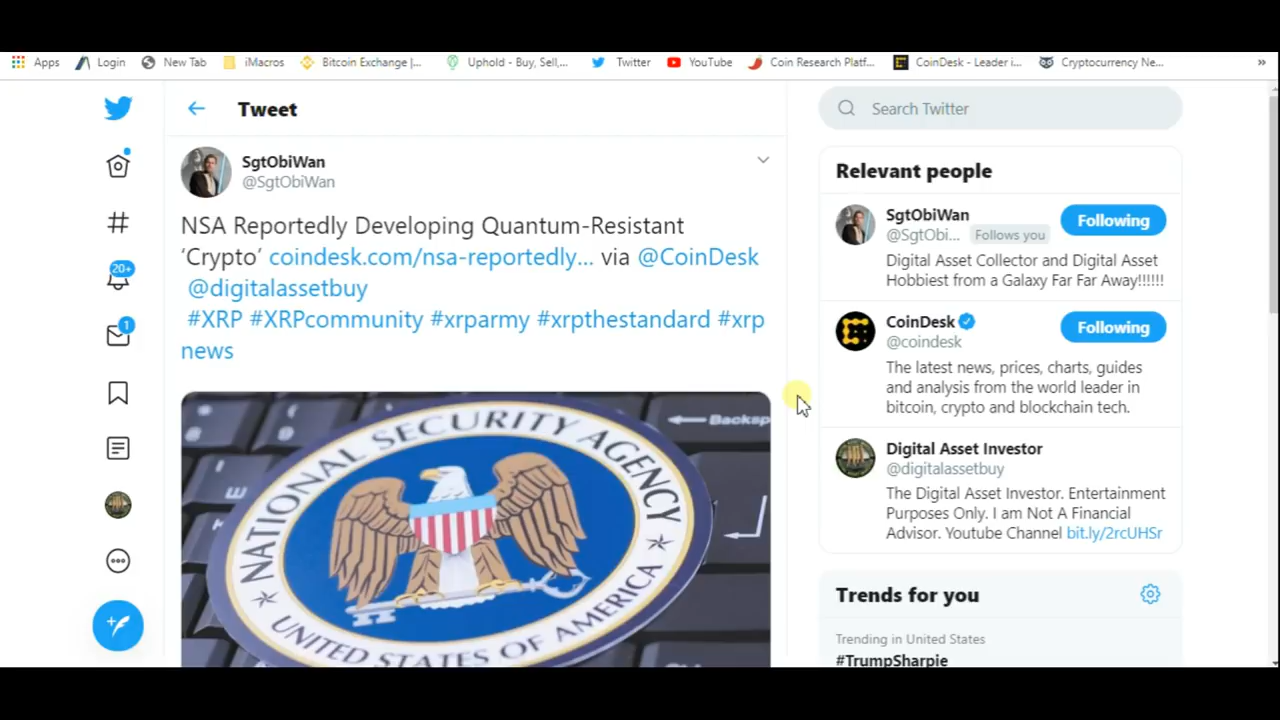 Apps Login New Tab iMacros Bitcoin Exchange |... Uphold - Buy, Sell,... Twitter YouTube Coin Research Platf... CoinDesk - Leader i... Cryptocurrency Ne... »
Tweet
SgtObiWan
@SgtObiWan
NSA Reportedly Developing Quantum-Resistant
‘Crypto’ coindesk.com/nsa-reportedly... via @CoinDesk
@digitalassetbuy
#XRP #XRPcommunity #xrparmy #xrpthestandard #xrp
news
Backsp
NATIONAL SECURITY AGENCY
UNITED STATES OF AMERICA
20+
1
Search Twitter
Relevant people
SgtObiWan
@SgtObi... Follows you
Following
Digital Asset Collector and Digital Asset
Hobbiest from a Galaxy Far Far Away!!!!!!
CoinDesk
@coindesk
Following
The latest news, prices, charts, guides
and analysis from the world leader in
bitcoin, crypto and blockchain tech.
Digital Asset Investor
@digitalassetbuy
The Digital Asset Investor. Entertainment
Purposes Only. I am Not A Financial
Advisor. Youtube Channel bit.ly/2rcUHSr
Trends for you
Trending in United States
#TrumpSharpie